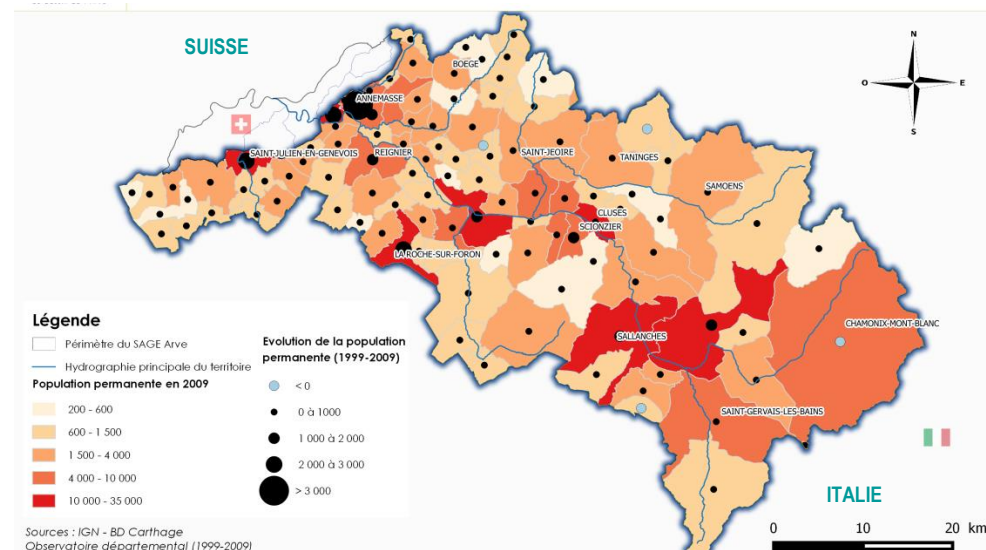 SUISSE
N
O
E
S
BOEGE
ANNEMASSE
SAINT-JULIEN-EN-GENEVOIS
REIGNIER
SAINT-JEOIRE
TANINGES
SAMOENS
CLUSES
SCIONZIER
LA ROCHE-SUR-FORON
SALLANCHES
CHAMONIX-MONT-BLANC
SAINT-GERVAIS-LES-BAINS
ITALIE
Légende
Périmètre du SAGE Arve
Hydrographie principale du territoire
Population permanente en 2009
200 - 600
600 - 1 500
1 500 - 4 000
4 000 - 10 000
10 000 - 35 000
Evolution de la population
permanente (1999-2009)
< 0
0 à 1000
1 000 à 2 000
2 000 à 3 000
> 3 000
0 10 20 km
Sources : IGN - BD Carthage
Observatoire départemental (1999-2009)